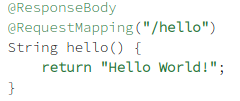 @ResponseBody
@RequestMapping("/hello")
String hello() {
    return "Hello World!";
}